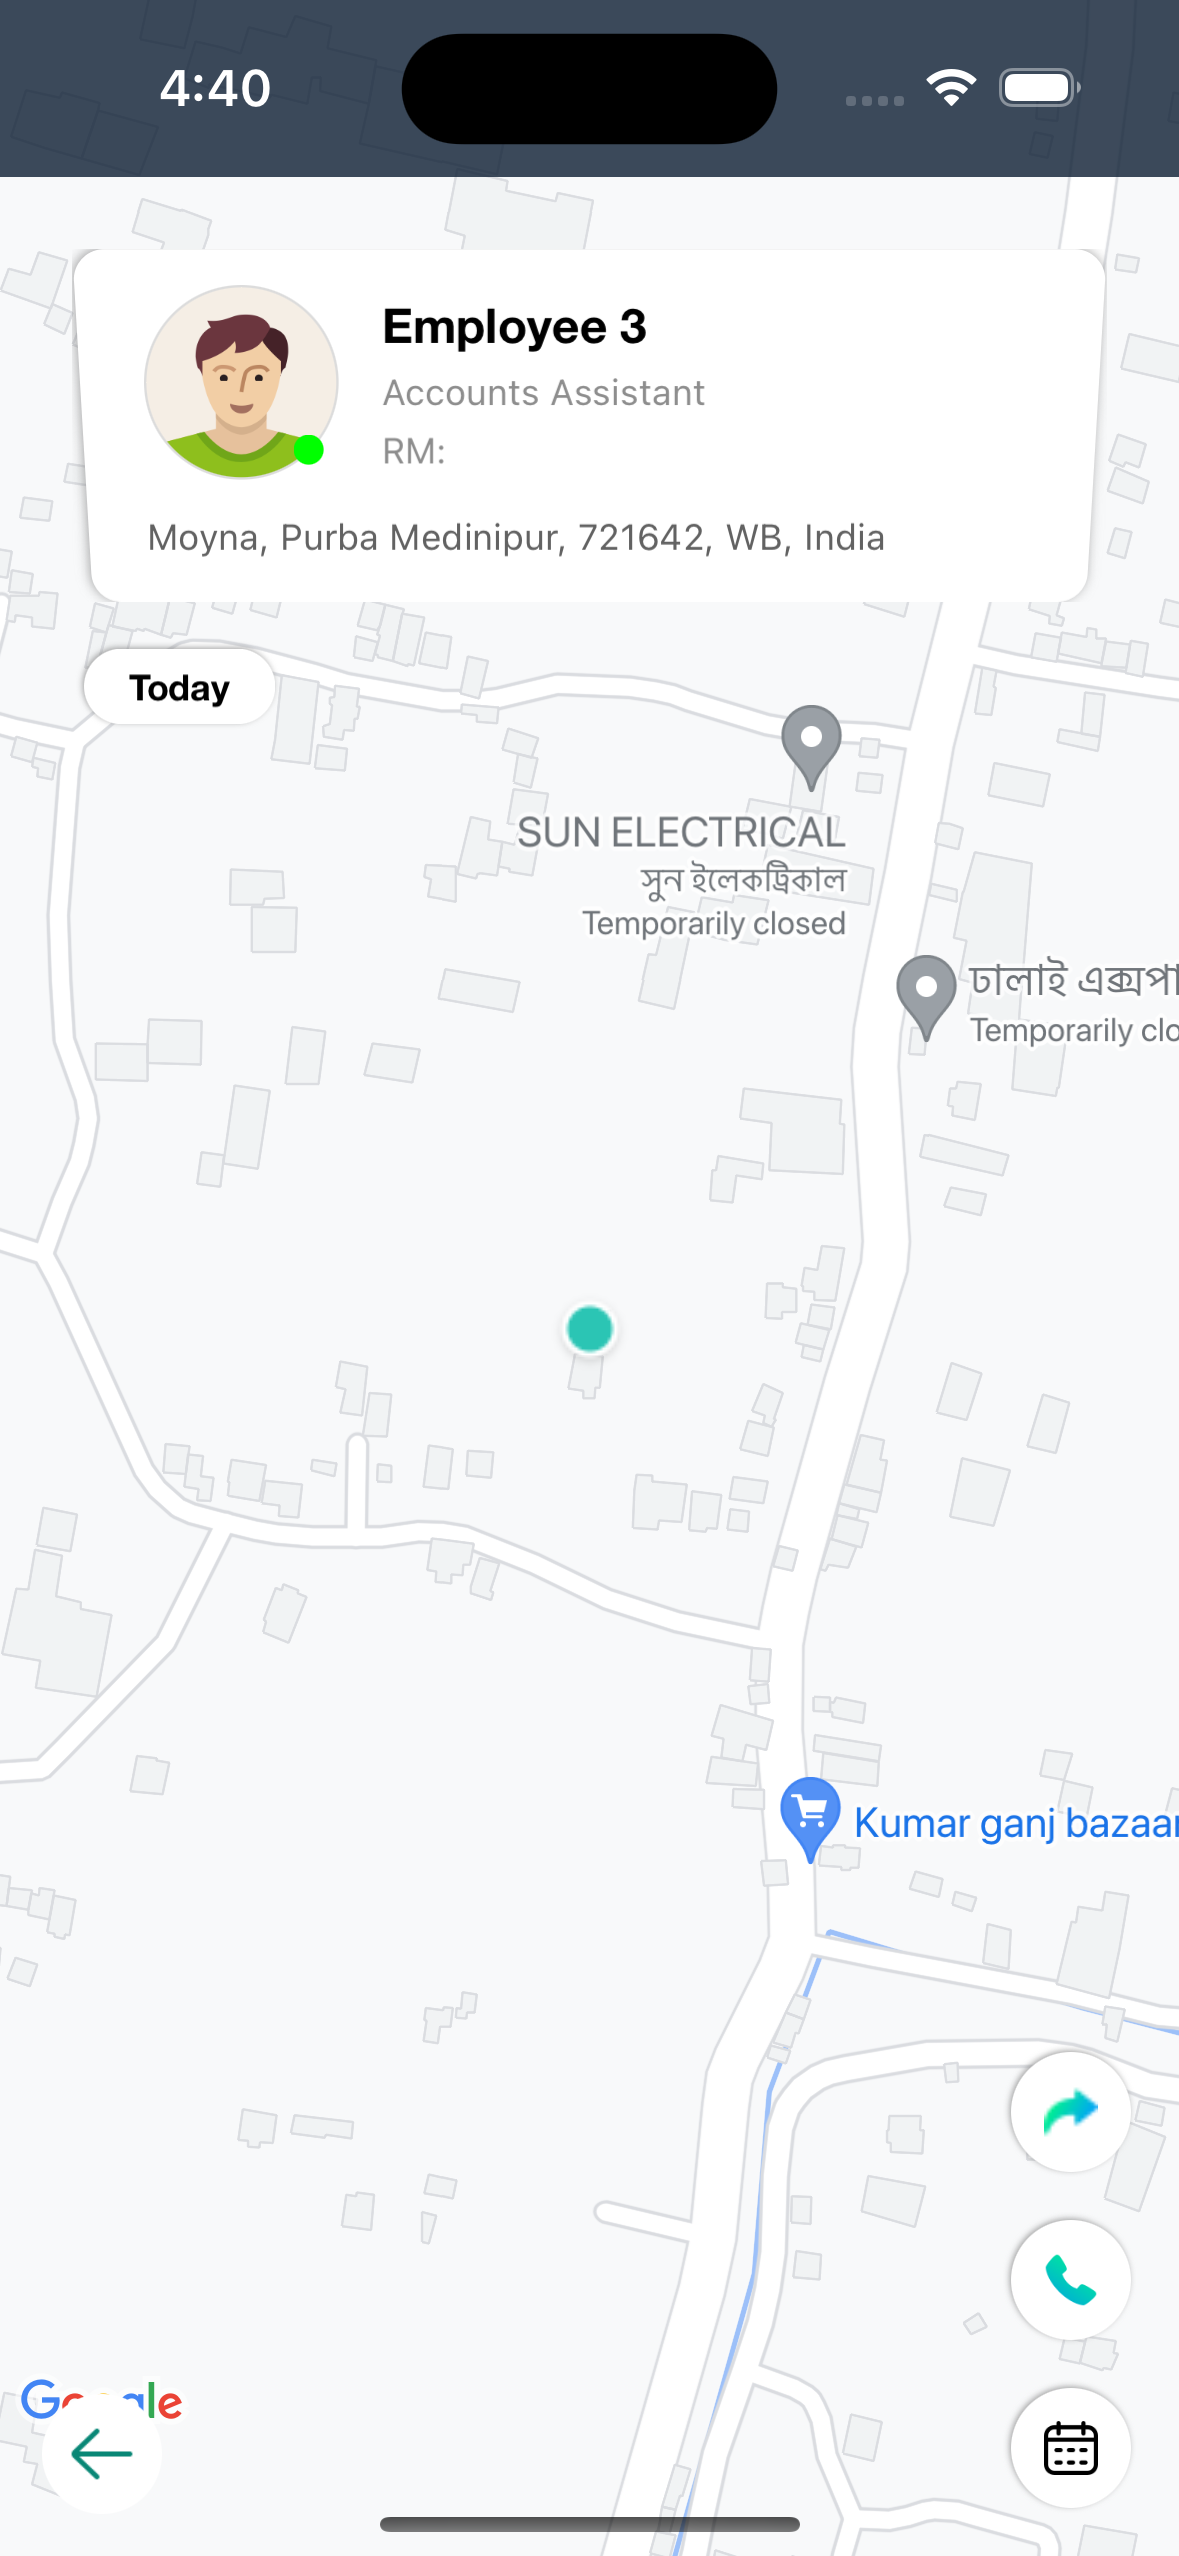 4:40
Employee 3
Accounts Assistant
RM:
Moyna, Purba Medinipur, 721642, WB, India
Today
SUN ELECTRICAL
সুন ইলেকট্রিকাল
Temporarily closed
ঢালাই
Temporarily
Kumar ganj bazaar